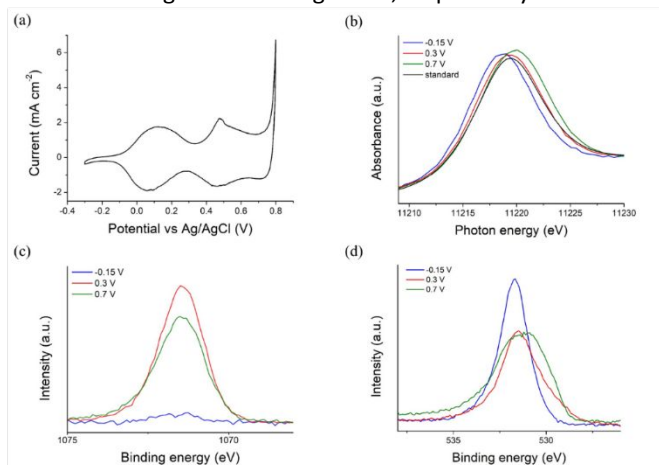 (a)
Current (mA cm⁻²)
6
4
2
0
-2
-0.4 -0.2 0.0 0.2 0.4 0.6 0.8 1.0
Potential vs Ag/AgCl (V)
(b)
-0.15 V
0.3 V
0.7 V
standard
Absorbance (a.u.)
11210 11215 11220 11225 11230
Photon energy (eV)
(c)
-0.15 V
0.3 V
0.7 V
Intensity (a.u.)
1075 1070
Binding energy (eV)
(d)
-0.15 V
0.3 V
0.7 V
Intensity (a.u.)
535 530
Binding energy (eV)